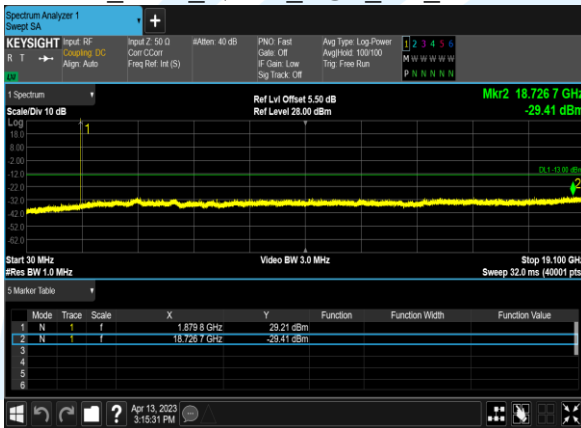 Spectrum Analyzer 1
Swept SA
KEYSIGHT Input: RF Input Z: 50 Ω #Atten: 40 dB PNO: Fast Avg Type: Log-Power 1 2 3 4 5 6
R T Coupling: DC Corr CCorr Gate: Off Avg|Hold: 100/100 M W W W W W
Align: Auto Freq Ref: Int (S) IF Gain: Low Trig: Free Run
LV Sig Track: Off P N N N N N
1 Spectrum Ref Lvl Offset 5.50 dB Mkr2 18.726 7 GHz
Scale/Div 10 dB Ref Level 28.00 dBm -29.41 dBm
Log
18.0 1
8.00
-2.00
-12.0 DL1 -13.00 dBm
-22.0 2
-32.0
-42.0
-52.0
-62.0
Start 30 MHz Video BW 3.0 MHz Stop 19.100 GHz
#Res BW 1.0 MHz Sweep 32.0 ms (40001 pts)
5 Marker Table
Mode Trace Scale X Y Function Function Width Function Value
1 N 1 f 1.879 8 GHz 29.21 dBm
2 N 1 f 18.726 7 GHz -29.41 dBm
3
4
5
6
? Apr 13, 2023
3:15:31 PM